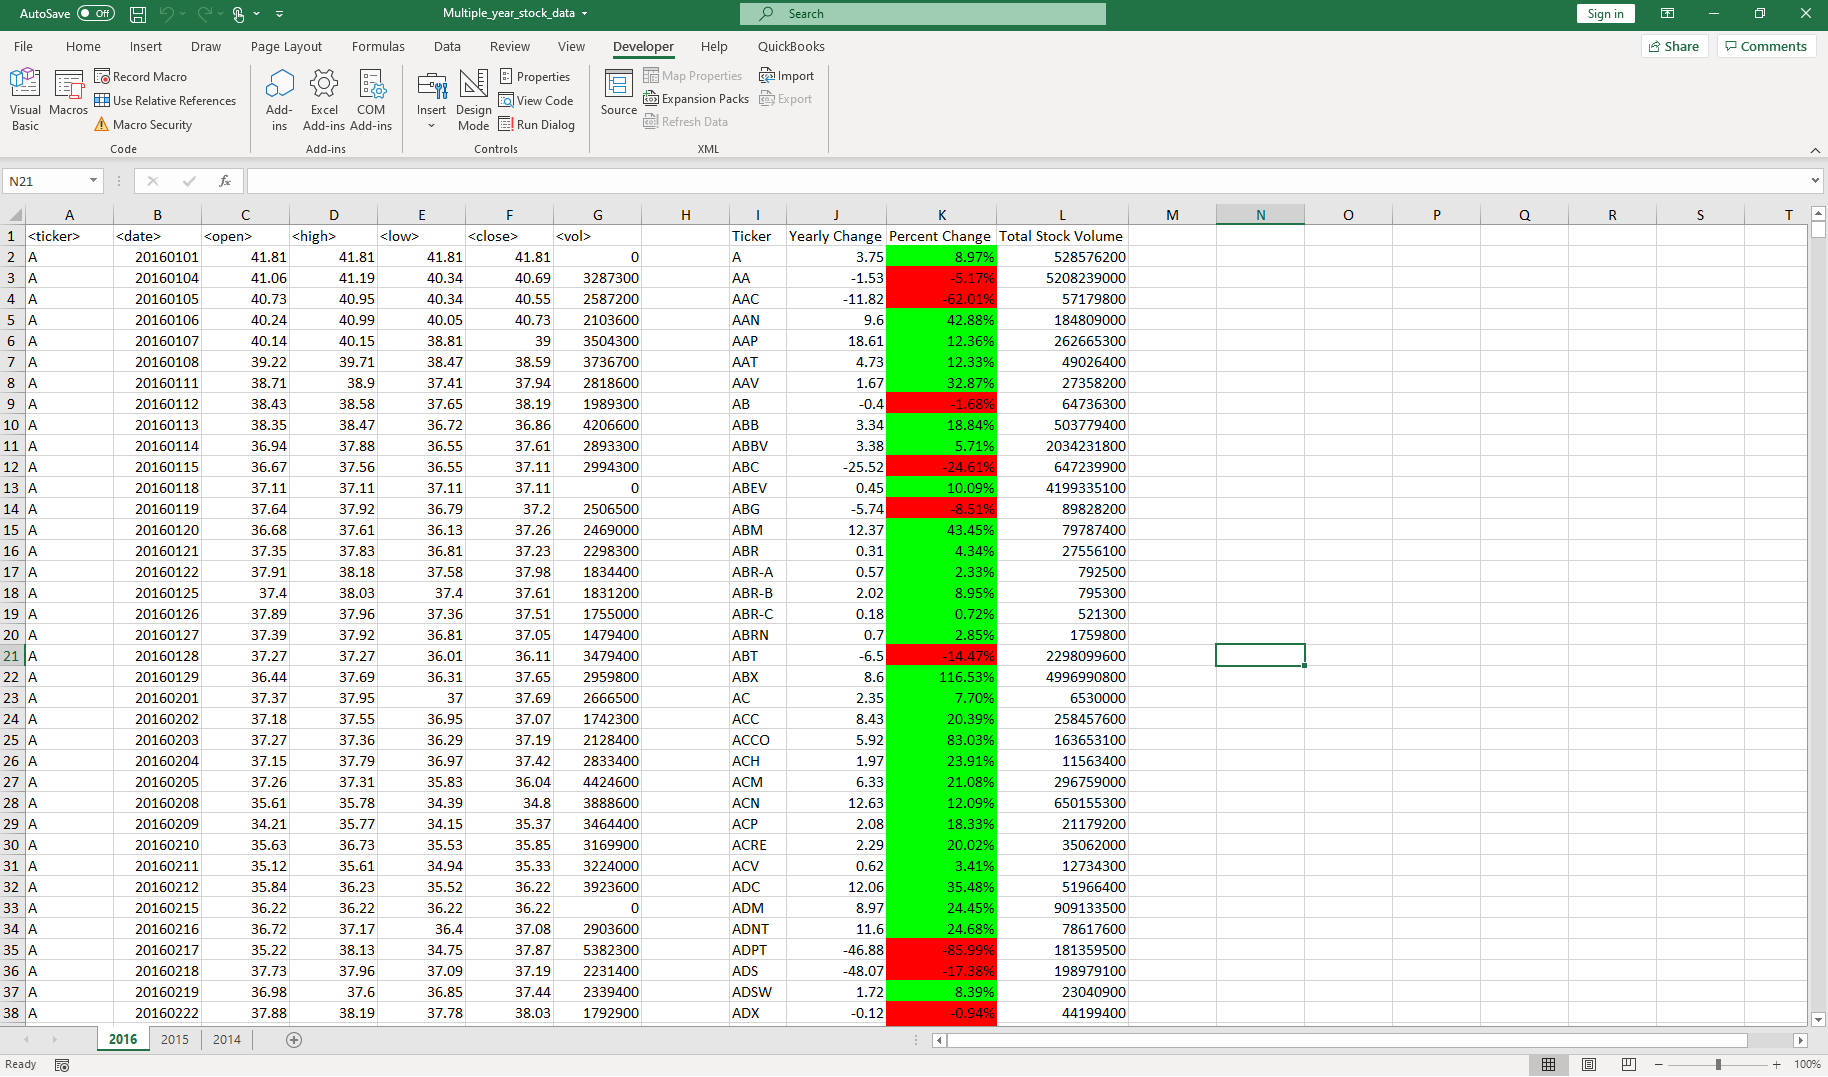 AutoSave Off Multiple_year_stock_data Search Sign in
File Home Insert Draw Page Layout Formulas Data Review View Developer Help QuickBooks Share Comments
Visual Basic Macros Record Macro Use Relative References Macro Security Code
Add-ins Excel Add-ins COM Add-ins Add-ins
Insert Design Mode Properties View Code Run Dialog Controls
Source Map Properties Expansion Packs Refresh Data Import Export XML
N21 fx
A B C D E F G H I J K L M N O P Q R S T
1 <ticker> <date> <open> <high> <low> <close> <vol> Ticker Yearly Change Percent Change Total Stock Volume
2 A 20160101 41.81 41.81 41.81 41.81 0 A 3.75 8.97% 528576200
3 A 20160104 41.06 41.19 40.34 40.69 3287300 AA -1.53 -5.17% 5208239000
4 A 20160105 40.73 40.95 40.34 40.55 2587200 AAC -11.82 -62.01% 57179800
5 A 20160106 40.24 40.99 40.05 40.73 2103600 AAN 9.6 42.88% 184809000
6 A 20160107 40.14 40.15 38.81 39 3504300 AAP 18.61 12.36% 262665300
7 A 20160108 39.22 39.71 38.47 38.59 3736700 AAT 4.73 12.33% 49026400
8 A 20160111 38.71 38.9 37.41 37.94 2818600 AAV 1.67 32.87% 27358200
9 A 20160112 38.43 38.58 37.65 38.19 1989300 AB -0.4 -1.68% 64736300
10 A 20160113 38.35 38.47 36.72 36.86 4206600 ABB 3.34 18.84% 503779400
11 A 20160114 36.94 37.88 36.55 37.61 2893300 ABBV 3.38 5.71% 2034231800
12 A 20160115 36.67 37.56 36.55 37.11 2994300 ABC -25.52 -24.61% 647239900
13 A 20160118 37.11 37.11 37.11 37.11 0 ABEV 0.45 10.09% 4199335100
14 A 20160119 37.64 37.92 36.79 37.2 2506500 ABG -5.74 -8.51% 89828200
15 A 20160120 36.68 37.61 36.13 37.26 2469000 ABM 12.37 43.45% 79787400
16 A 20160121 37.35 37.83 36.81 37.23 2298300 ABR 0.31 4.34% 27556100
17 A 20160122 37.91 38.18 37.58 37.98 1834400 ABR-A 0.57 2.33% 792500
18 A 20160125 37.4 38.03 37.4 37.61 1831200 ABR-B 2.02 8.95% 795300
19 A 20160126 37.89 37.96 37.36 37.51 1755000 ABR-C 0.18 0.72% 521300
20 A 20160127 37.39 37.92 36.81 37.05 1479400 ABRN 0.7 2.85% 1759800
21 A 20160128 37.27 37.27 36.01 36.11 3479400 ABT -6.5 -14.47% 2298099600
22 A 20160129 36.44 37.69 36.31 37.65 2959800 ABX 8.6 116.53% 4996990800
23 A 20160201 37.37 37.95 37 37.69 2666500 AC 2.35 7.70% 6530000
24 A 20160202 37.18 37.55 36.95 37.07 1742300 ACC 8.43 20.39% 258457600
25 A 20160203 37.27 37.36 36.29 37.19 2128400 ACCO 5.92 83.03% 163653100
26 A 20160204 37.15 37.79 36.97 37.42 2833400 ACH 1.97 23.91% 11563400
27 A 20160205 37.26 37.31 35.83 36.04 4424600 ACM 6.33 21.08% 296759000
28 A 20160208 35.61 35.78 34.39 34.8 3888600 ACN 12.63 12.09% 650155300
29 A 20160209 34.21 35.77 34.15 35.37 3464400 ACP 2.08 18.33% 21179200
30 A 20160210 35.63 36.73 35.53 35.85 3169900 ACRE 2.29 20.02% 35062000
31 A 20160211 35.12 35.61 34.94 35.33 3224000 ACV 0.62 3.41% 12734300
32 A 20160212 35.84 36.23 35.52 36.22 3923600 ADC 12.06 35.48% 51966400
33 A 20160215 36.22 36.22 36.22 36.22 0 ADM 8.97 24.45% 909133500
34 A 20160216 36.72 37.17 36.4 37.08 2903600 ADNT 11.6 24.68% 78617600
35 A 20160217 35.22 38.13 34.75 37.87 5382300 ADPT -46.88 -85.99% 181359500
36 A 20160218 37.73 37.96 37.09 37.19 2231400 ADS -48.07 -17.38% 198979100
37 A 20160219 36.98 37.6 36.85 37.44 2339400 ADSW 1.72 8.39% 23040900
38 A 20160222 37.88 38.19 37.78 38.03 1792900 ADX -0.12 -0.94% 44199400
2016 2015 2014
Ready 100%